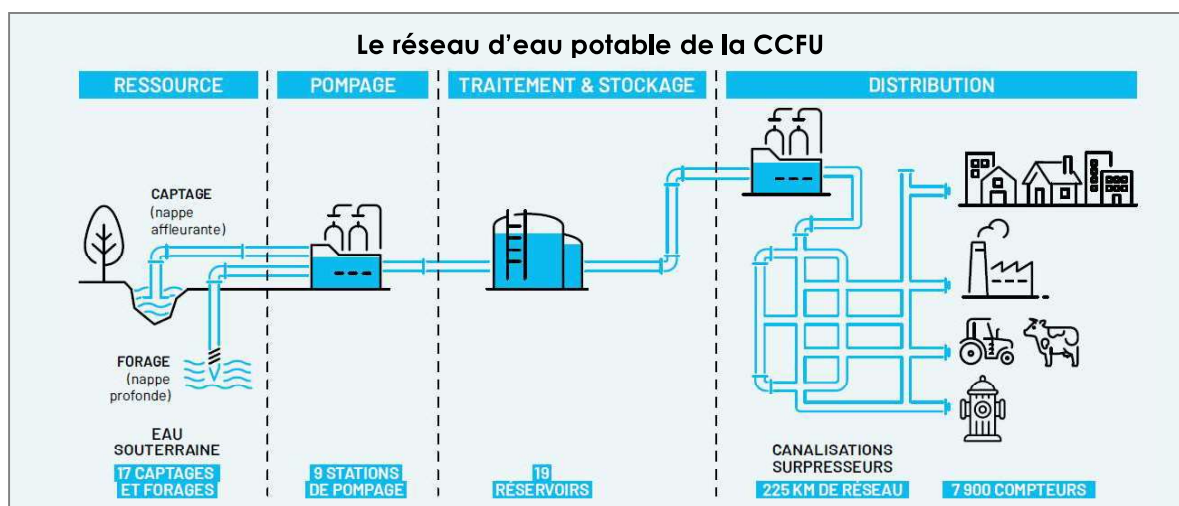 Le réseau d'eau potable de la CCFU
RESSOURCE
POMPAGE
TRAITEMENT & STOCKAGE
DISTRIBUTION
CAPTAGE
(nappe
affleurante)
FORAGE
(nappe
profonde)
EAU
SOUTERRAINE
17 CAPTAGES
ET FORAGES
9 STATIONS
DE POMPAGE
19
RÉSERVOIRS
CANALISATIONS
SURPRESSEURS
225 KM DE RÉSEAU
7 900 COMPTEURS